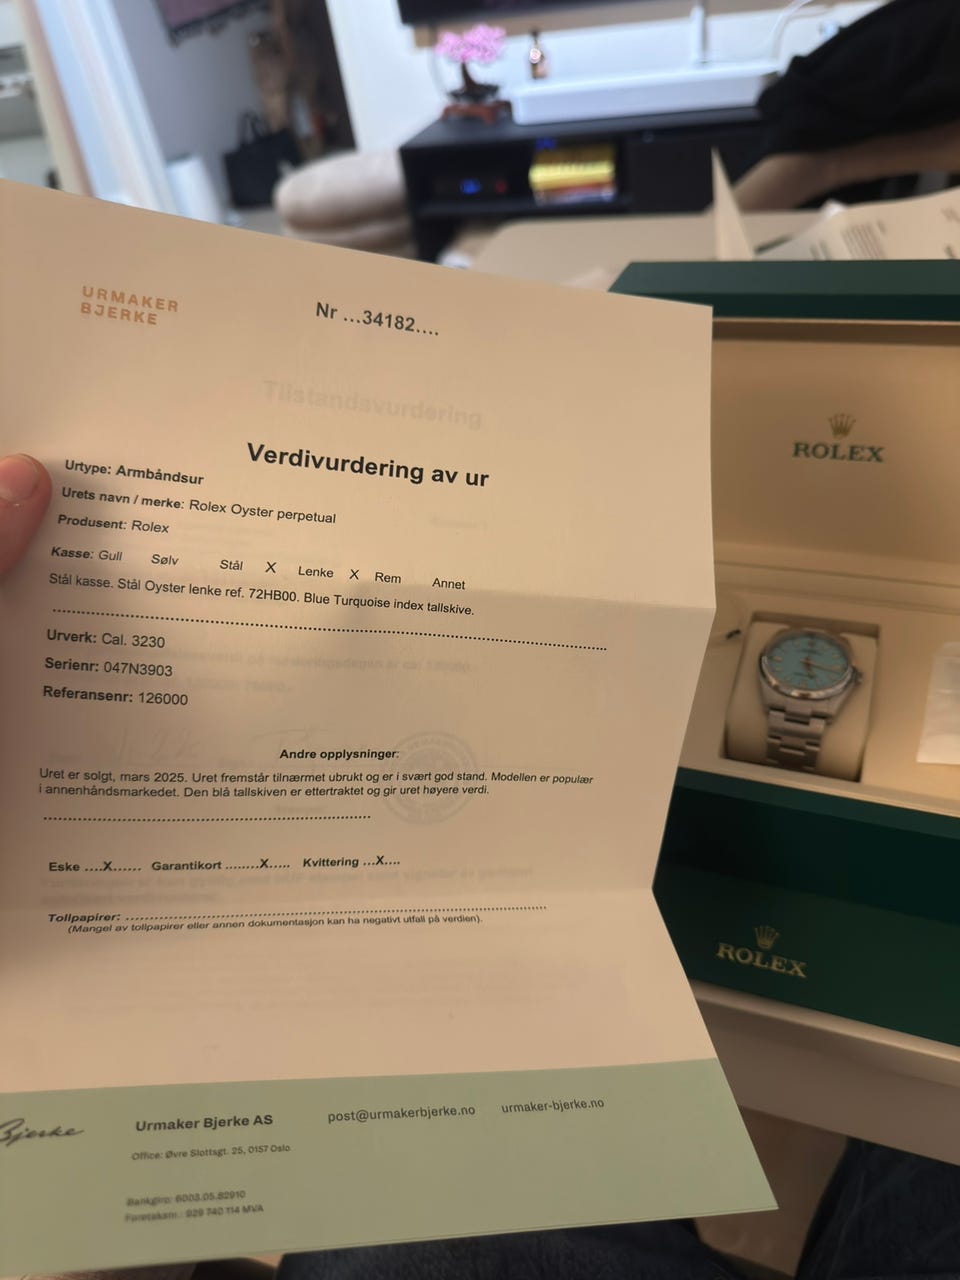 URMAKER
BJERKE
Nr ...34182....
Tilstandsvurdering
Verdivurdering av ur
Urtype: Armbåndsur
Urets navn / merke: Rolex Oyster perpetual
Produsent: Rolex
Kasse: Gull Sølv Stål X Lenke X Rem Annet
Stål kasse. Stål Oyster lenke ref. 72HB00. Blue Turquoise index tallskive.
Urverk: Cal. 3230
Serienr: 047N3903
Referansenr: 126000
Andre opplysninger:
Uret er solgt, mars 2025. Uret fremstår tilnærmet ubrukt og er i svært god stand. Modellen er populær
i annenhåndsmarkedet. Den blå tallskiven er ettertraktet og gir uret høyere verdi.
Eske ....X...... Garantikort ........X..... Kvittering ...X....
Tollpapirer:
(Mangel av tollpapirer eller annen dokumentasjon kan ha negativt utfall på verdien).
Bjerke
Urmaker Bjerke AS
post@urmakerbjerke.no
urmaker-bjerke.no
Office: Øvre Slottsgt. 25, 0157 Oslo
Bankgiro: 6003.05.82910
Foretaksnr.: 929 740 114 MVA
ROLEX
ROLEX